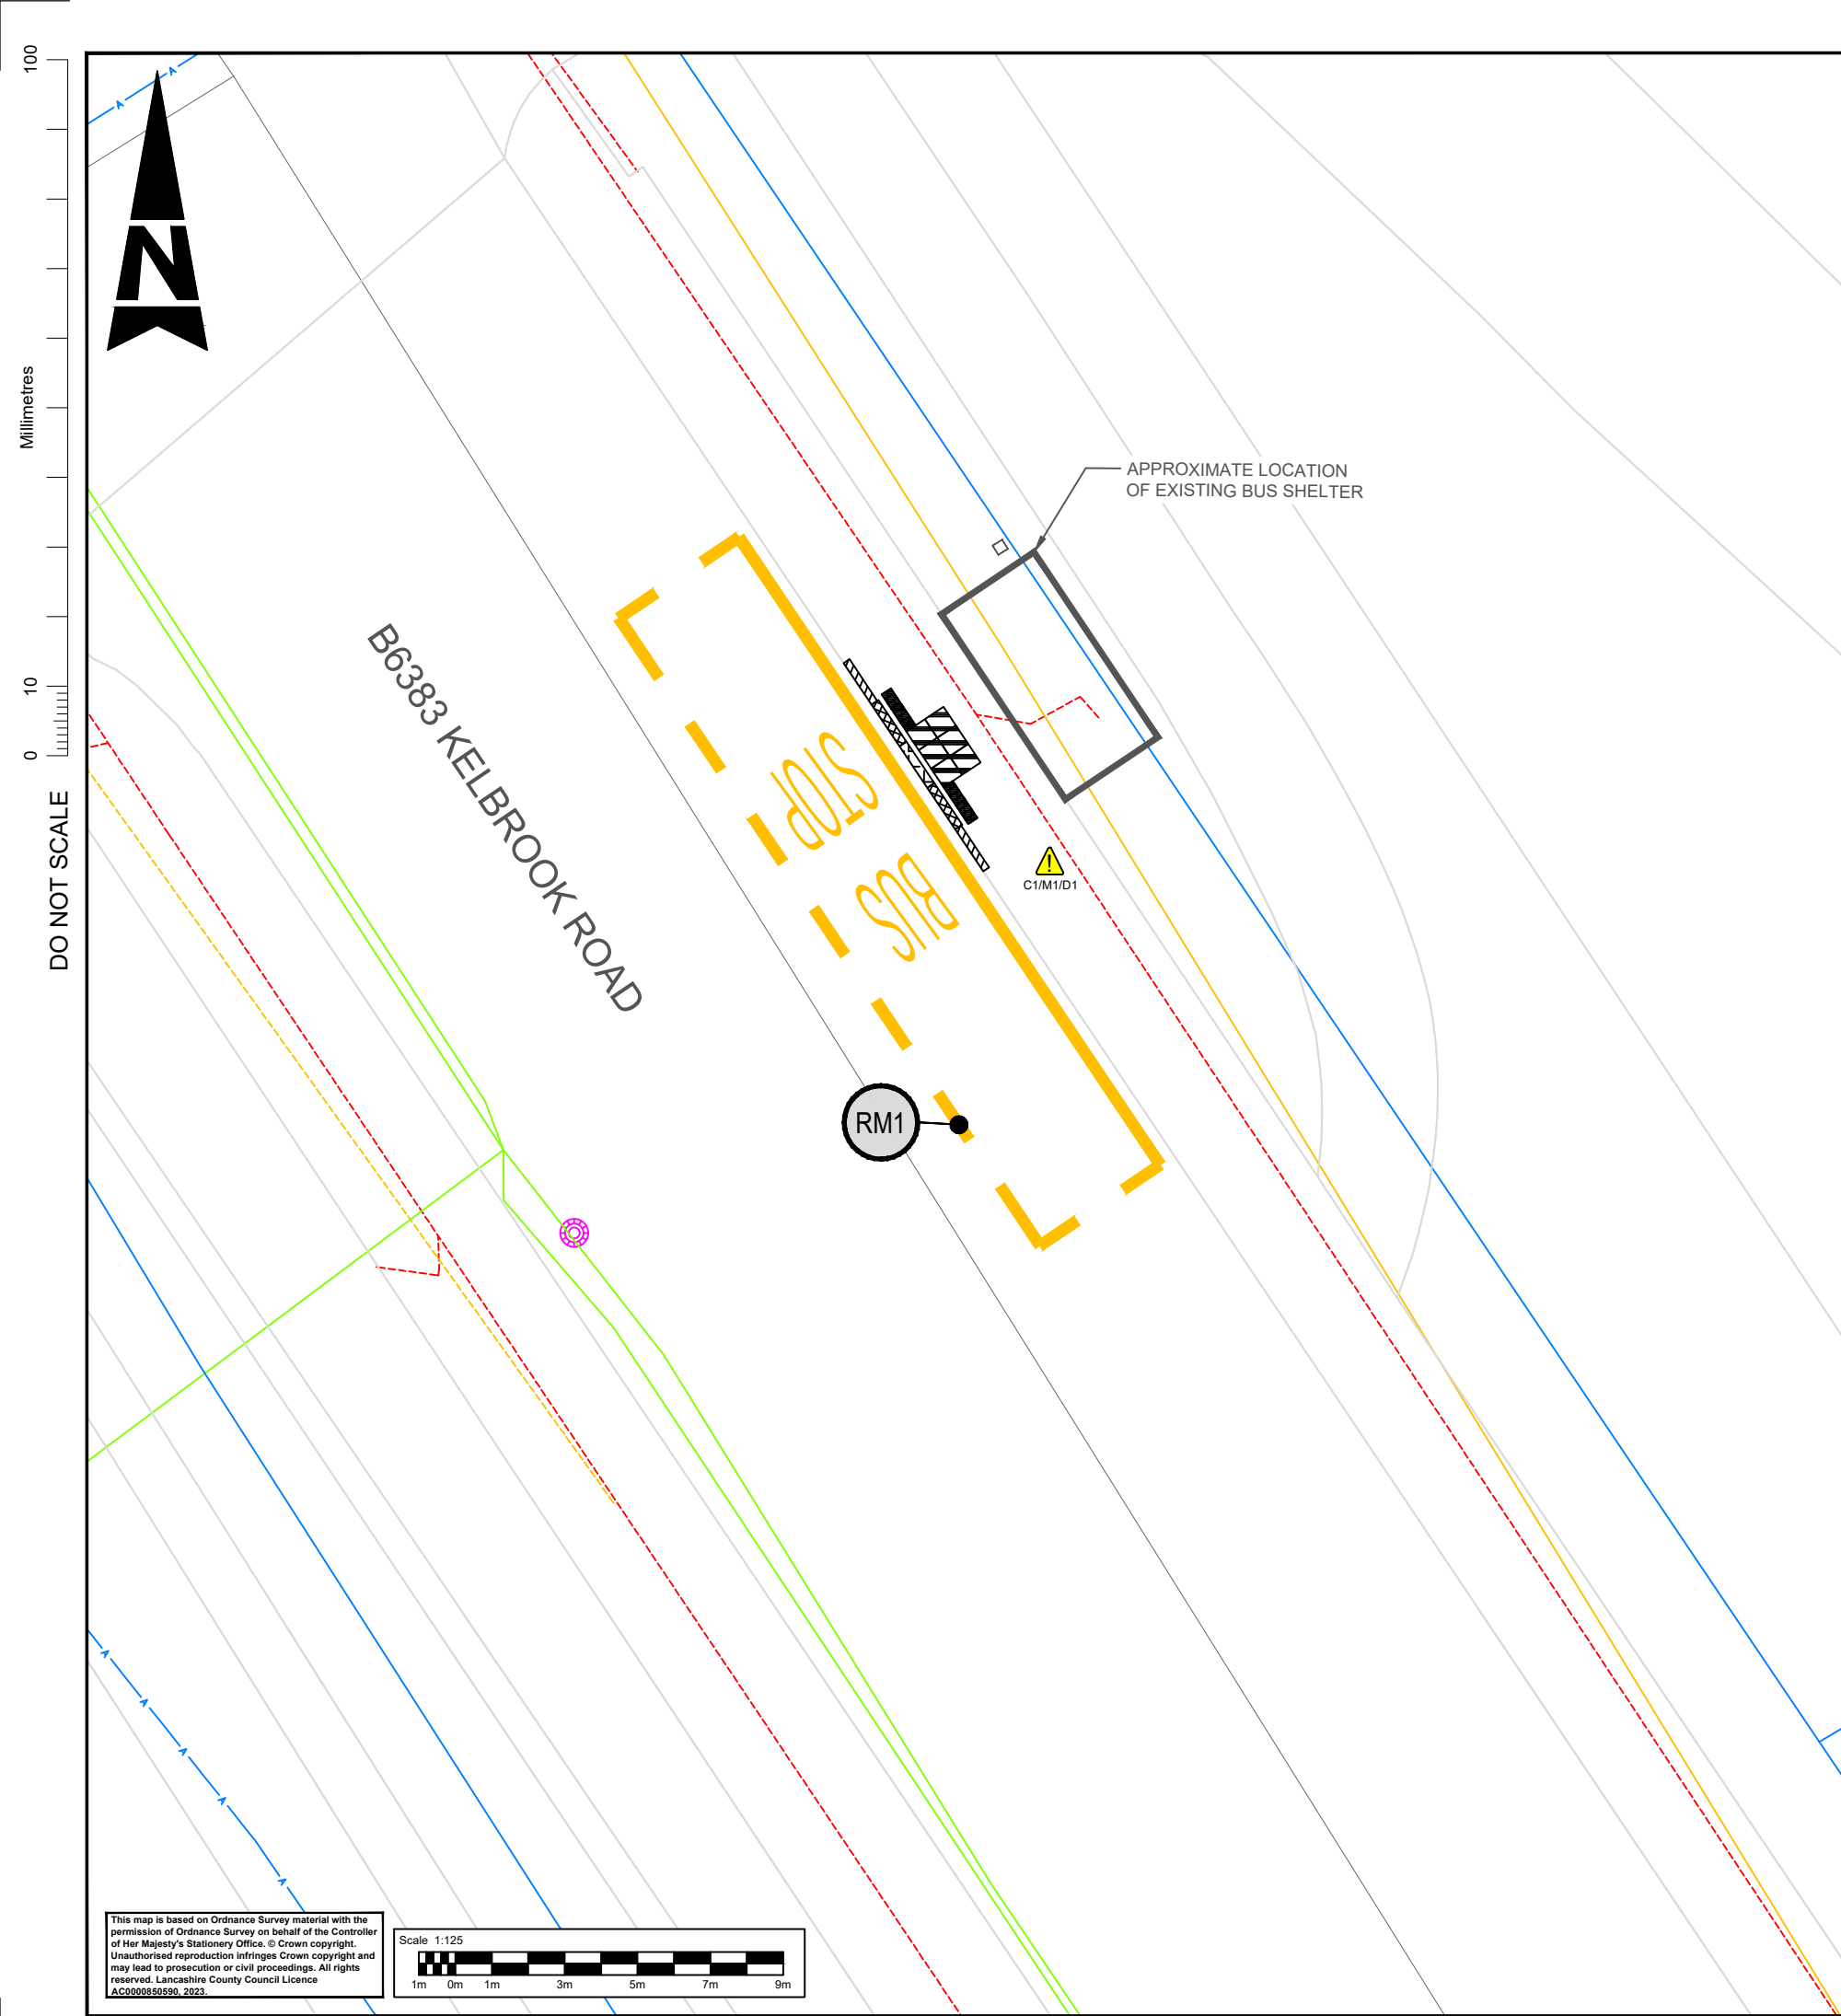 100
Millimetres
10
0
DO NOT SCALE
N
A
A
APPROXIMATE LOCATION
OF EXISTING BUS SHELTER
B6383 KELBROOK ROAD
BUS
STOP
C1/M1/D1
RM1
A
A
A
A
A
This map is based on Ordnance Survey material with the
permission of Ordnance Survey on behalf of the Controller
of Her Majesty's Stationery Office. © Crown copyright.
Unauthorised reproduction infringes Crown copyright and
may lead to prosecution or civil proceedings. All rights
reserved. Lancashire County Council Licence
AC0000850590, 2023.
Scale 1:125
1m 0m 1m 3m 5m 7m 9m